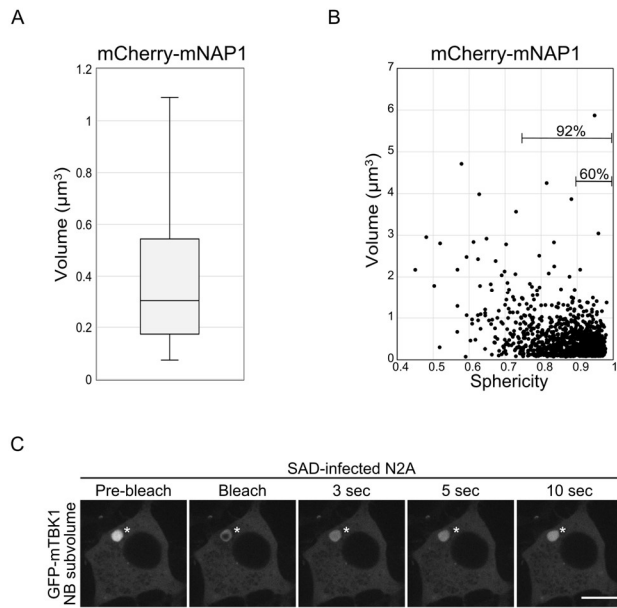 A
mCherry-mNAP1
Volume (µm³)
1.2
1
0.8
0.6
0.4
0.2
0
B
mCherry-mNAP1
Volume (µm³)
7
6
5
4
3
2
1
0
92%
60%
0.4 0.5 0.6 0.7 0.8 0.9 1
Sphericity
C
SAD-infected N2A
Pre-bleach Bleach 3 sec 5 sec 10 sec
GFP-mTBK1
NB subvolume
* * * * *